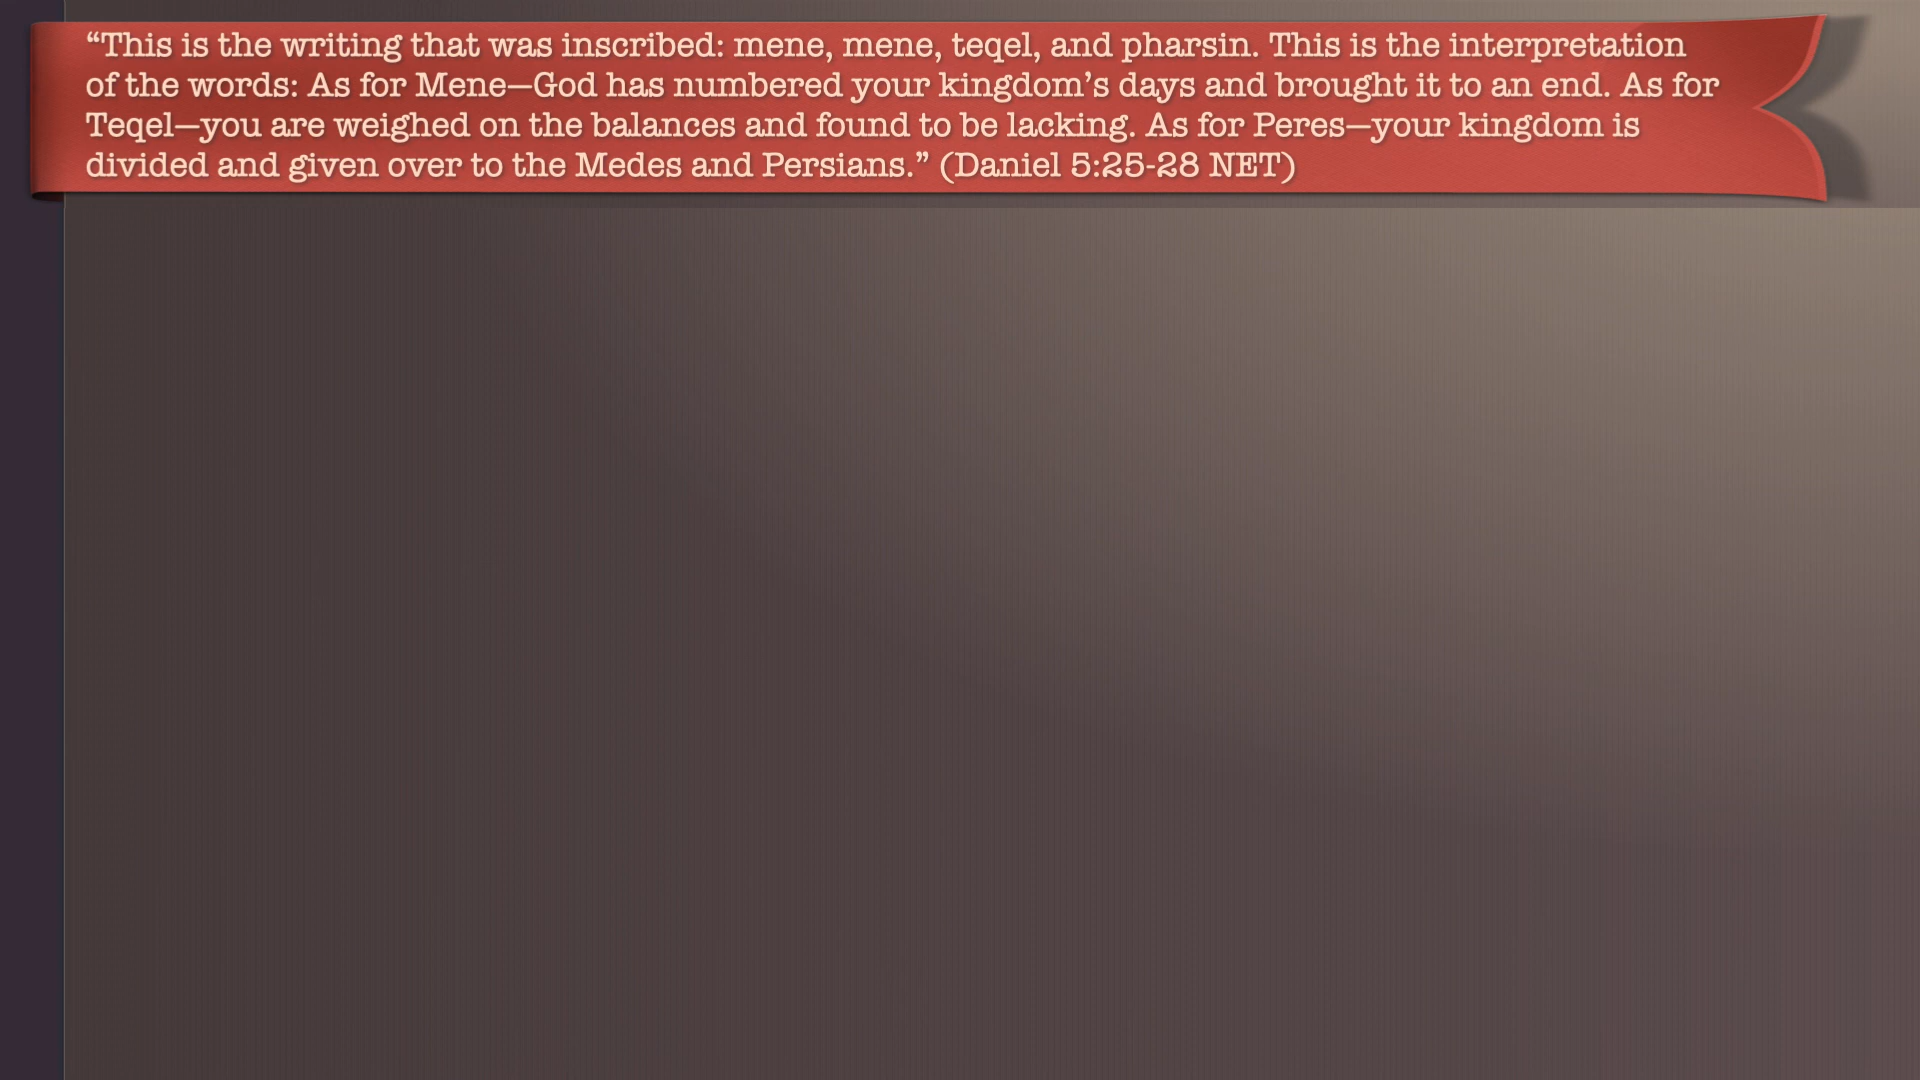 “This is the writing that was inscribed: mene, mene, teqel, and pharsin. This is the interpretation
of the words: As for Mene—God has numbered your kingdom’s days and brought it to an end. As for
Teqel—you are weighed on the balances and found to be lacking. As for Peres—your kingdom is
divided and given over to the Medes and Persians.” (Daniel 5:25-28 NET)